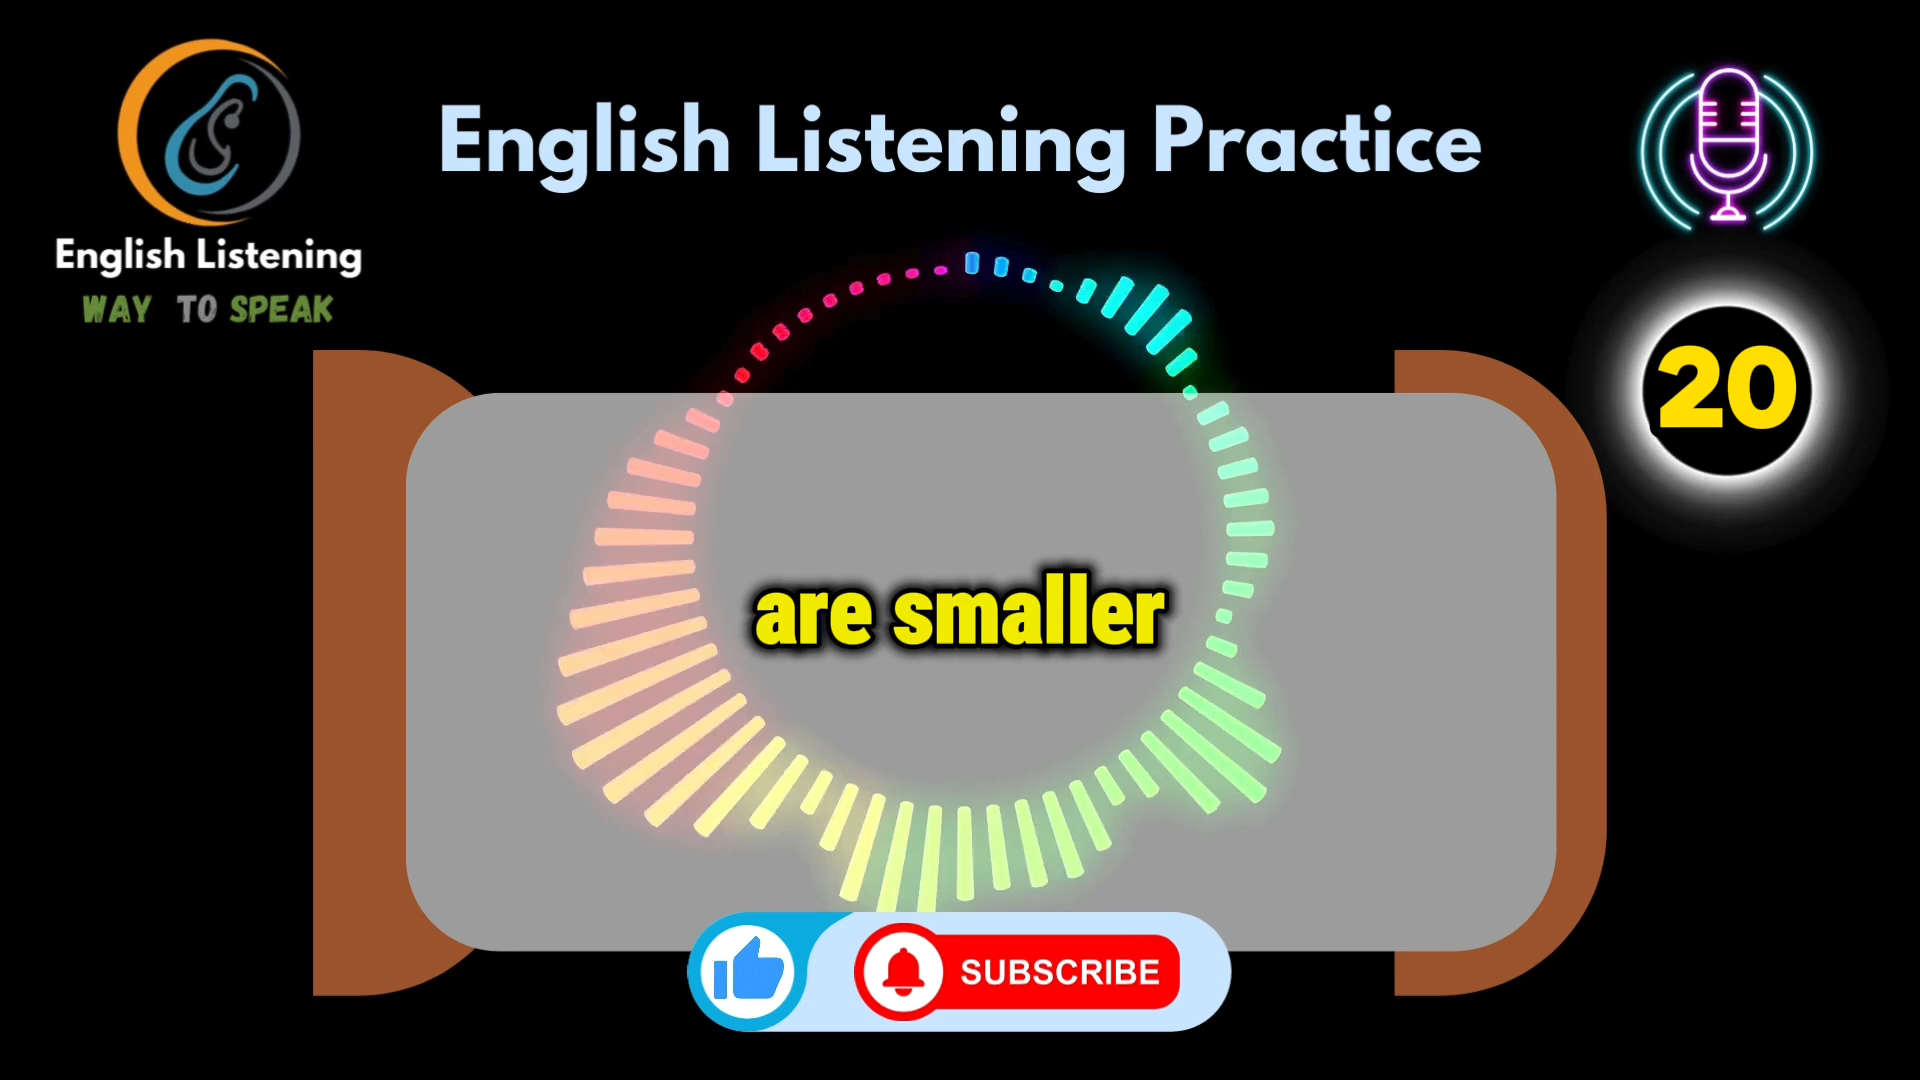 English Listening Practice
English Listening
WAY TO SPEAK
20
are smaller
SUBSCRIBE